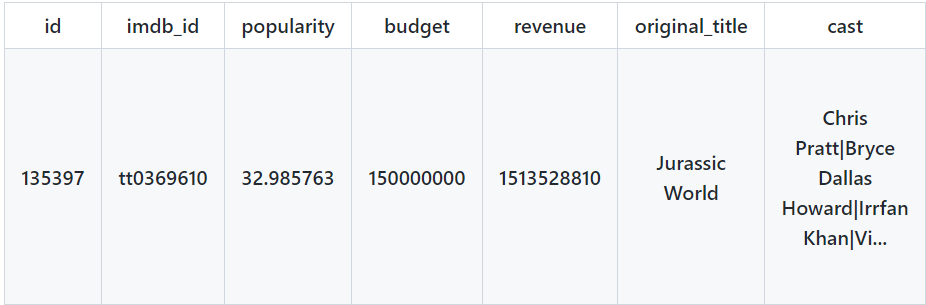 id imdb_id popularity budget revenue original_title cast
135397 tt0369610 32.985763 150000000 1513528810 Jurassic
World Chris
Pratt|Bryce
Dallas
Howard|Irrfan
Khan|Vi...